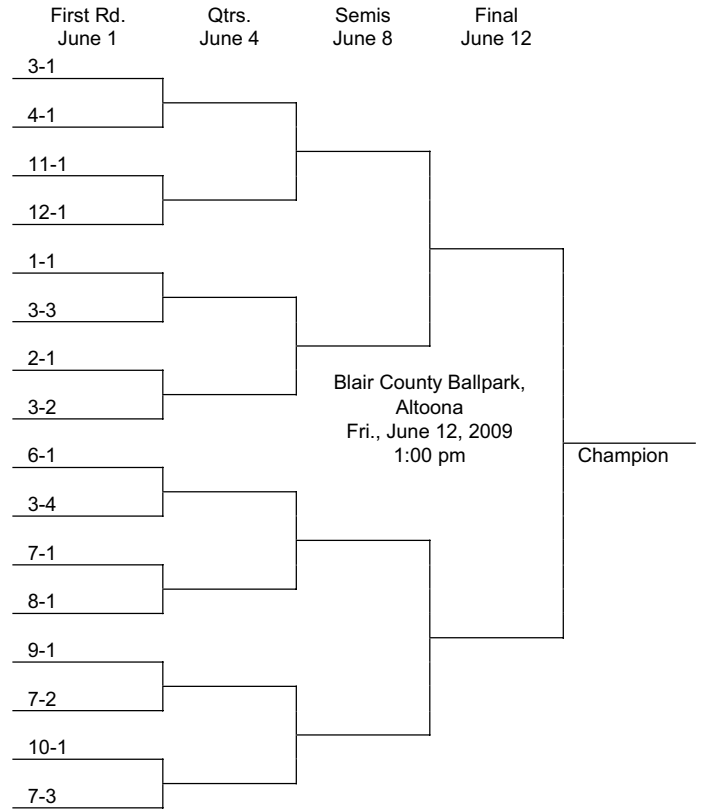 First Rd. Qtrs. Semis Final
June 1 June 4 June 8 June 12
3-1
4-1
11-1
12-1
1-1
3-3
2-1
3-2
Blair County Ballpark,
Altoona
Fri., June 12, 2009
1:00 pm
Champion
6-1
3-4
7-1
8-1
9-1
7-2
10-1
7-3